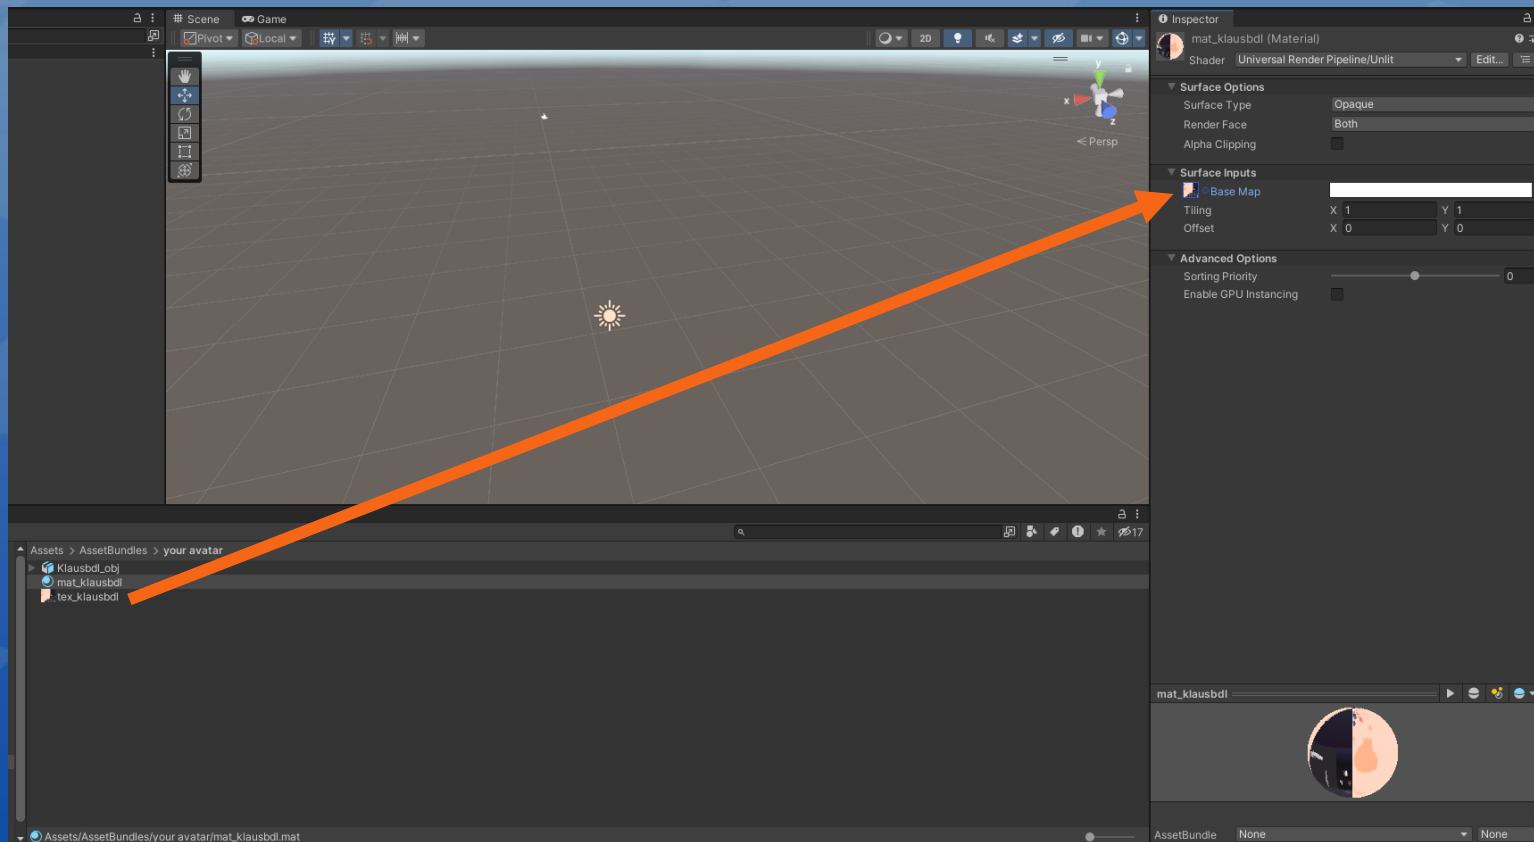 Scene
Game
Pivot
Local
2D
y
x
z
Persp
Inspector
mat_klausbdl (Material)
Shader Universal Render Pipeline/Unlit Edit...
Surface Options
Surface Type Opaque
Render Face Both
Alpha Clipping
Surface Inputs
Base Map
Tiling X 1 Y 1
Offset X 0 Y 0
Advanced Options
Sorting Priority 0
Enable GPU Instancing
17
Assets > AssetBundles > your avatar
Klausbdl_obj
mat_klausbdl
tex_klausbdl
Assets/AssetBundles/your avatar/mat_klausbdl.mat
mat_klausbdl
AssetBundle None None